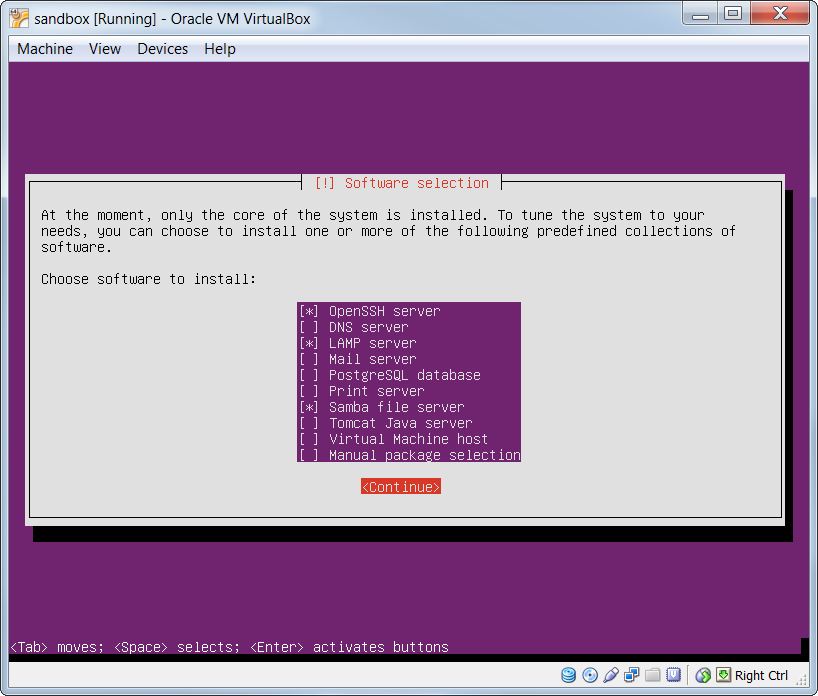 sandbox [Running] - Oracle VM VirtualBox
Machine View Devices Help
[!] Software selection
At the moment, only the core of the system is installed. To tune the system to your
needs, you can choose to install one or more of the following predefined collections of
software.
Choose software to install:
[*] OpenSSH server
[ ] DNS server
[*] LAMP server
[ ] Mail server
[ ] PostgreSQL database
[ ] Print server
[*] Samba file server
[ ] Tomcat Java server
[ ] Virtual Machine host
[ ] Manual package selection
<Continue>
<Tab> moves; <Space> selects; <Enter> activates buttons
Right Ctrl